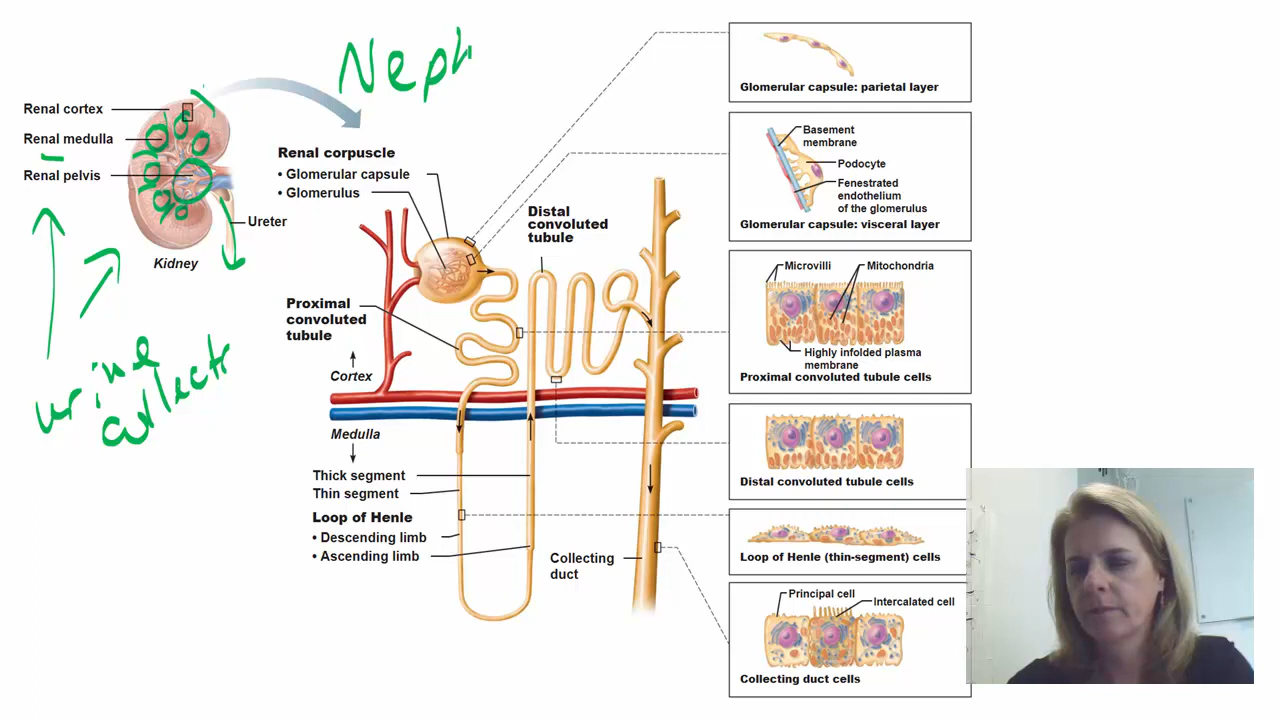 Neph
Renal cortex
Renal medulla
Renal pelvis
Ureter
Kidney
urine
collect
Renal corpuscle
• Glomerular capsule
• Glomerulus
Distal
convoluted
tubule
Proximal
convoluted
tubule
Cortex
Medulla
Thick segment
Thin segment
Loop of Henle
• Descending limb
• Ascending limb
Collecting
duct
Glomerular capsule: parietal layer
Basement
membrane
Podocyte
Fenestrated
endothelium
of the glomerulus
Glomerular capsule: visceral layer
Microvilli
Mitochondria
Highly infolded plasma
membrane
Proximal convoluted tubule cells
Distal convoluted tubule cells
Loop of Henle (thin-segment) cells
Principal cell
Intercalated cell
Collecting duct cells